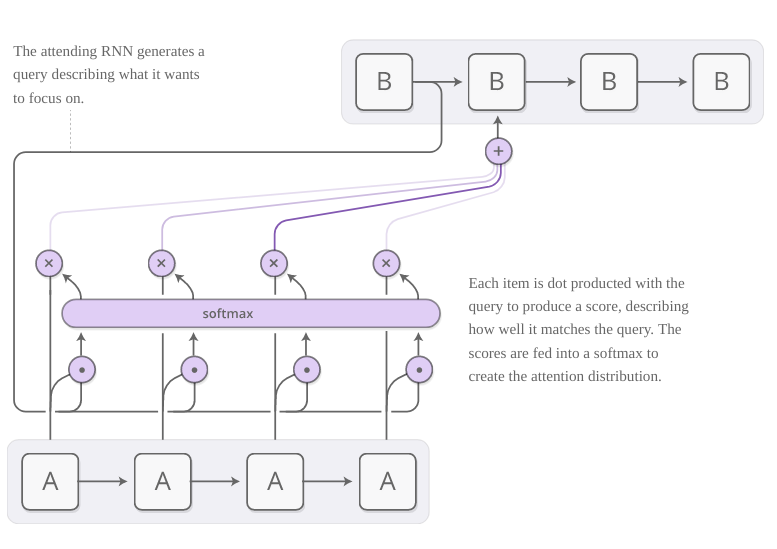 The attending RNN generates a
query describing what it wants
to focus on.
B B B B
+
× × × ×
softmax
Each item is dot producted with the
query to produce a score, describing
how well it matches the query. The
scores are fed into a softmax to
create the attention distribution.
A A A A